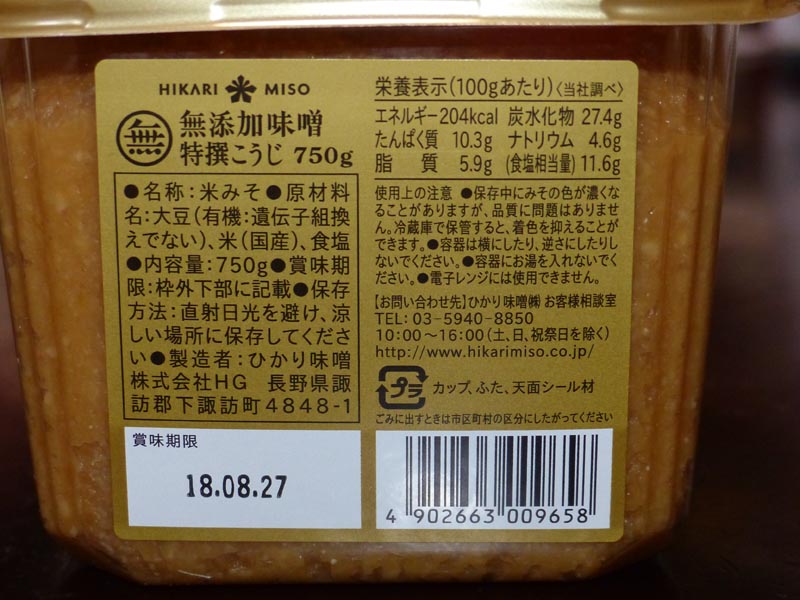 HIKARI MISO
無 無添加味噌
特撰こうじ 750g
●名称:米みそ●原材料
名:大豆(有機:遺伝子組換
えでない)、米(国産)、食塩
●内容量:750g●賞味期
限:枠外下部に記載●保存
方法:直射日光を避け、涼
しい場所に保存してくださ
い●製造者:ひかり味噌
株式会社HG 長野県諏
訪郡下諏訪町4848-1
賞味期限
18.08.27
栄養表示(100gあたり)〈当社調べ〉
エネルギー204kcal 炭水化物 27.4g
たんぱく質 10.3g ナトリウム 4.6g
脂質 5.9g (食塩相当量) 11.6g
使用上の注意 ●保存中にみその色が濃くな
ることがありますが、品質に問題はありませ
ん。冷蔵庫で保管すると、着色を抑えることが
できます。●容器は横にしたり、逆さにしたりし
ないでください。●容器にお湯を入れないでく
ださい。●電子レンジには使用できません。
【お問い合わせ先】ひかり味噌㈱ お客様相談室
TEL: 03-5940-8850
10:00～16:00(土、日、祝祭日を除く)
http://www.hikarimiso.co.jp/
プラ カップ、ふた、天面シール材
ごみに出すときは市区町村の区分にしたがってください
4 902663 009658